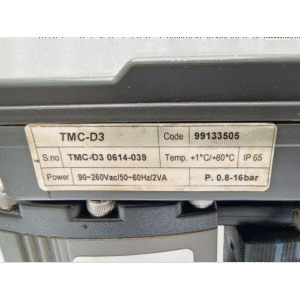 TMC-D3 Code 99133505
S.no TMC-D3 0614-039 Temp. +1°C/+80°C IP 65
Power 90~260Vac/50~60Hz/2VA P. 0.8-16bar